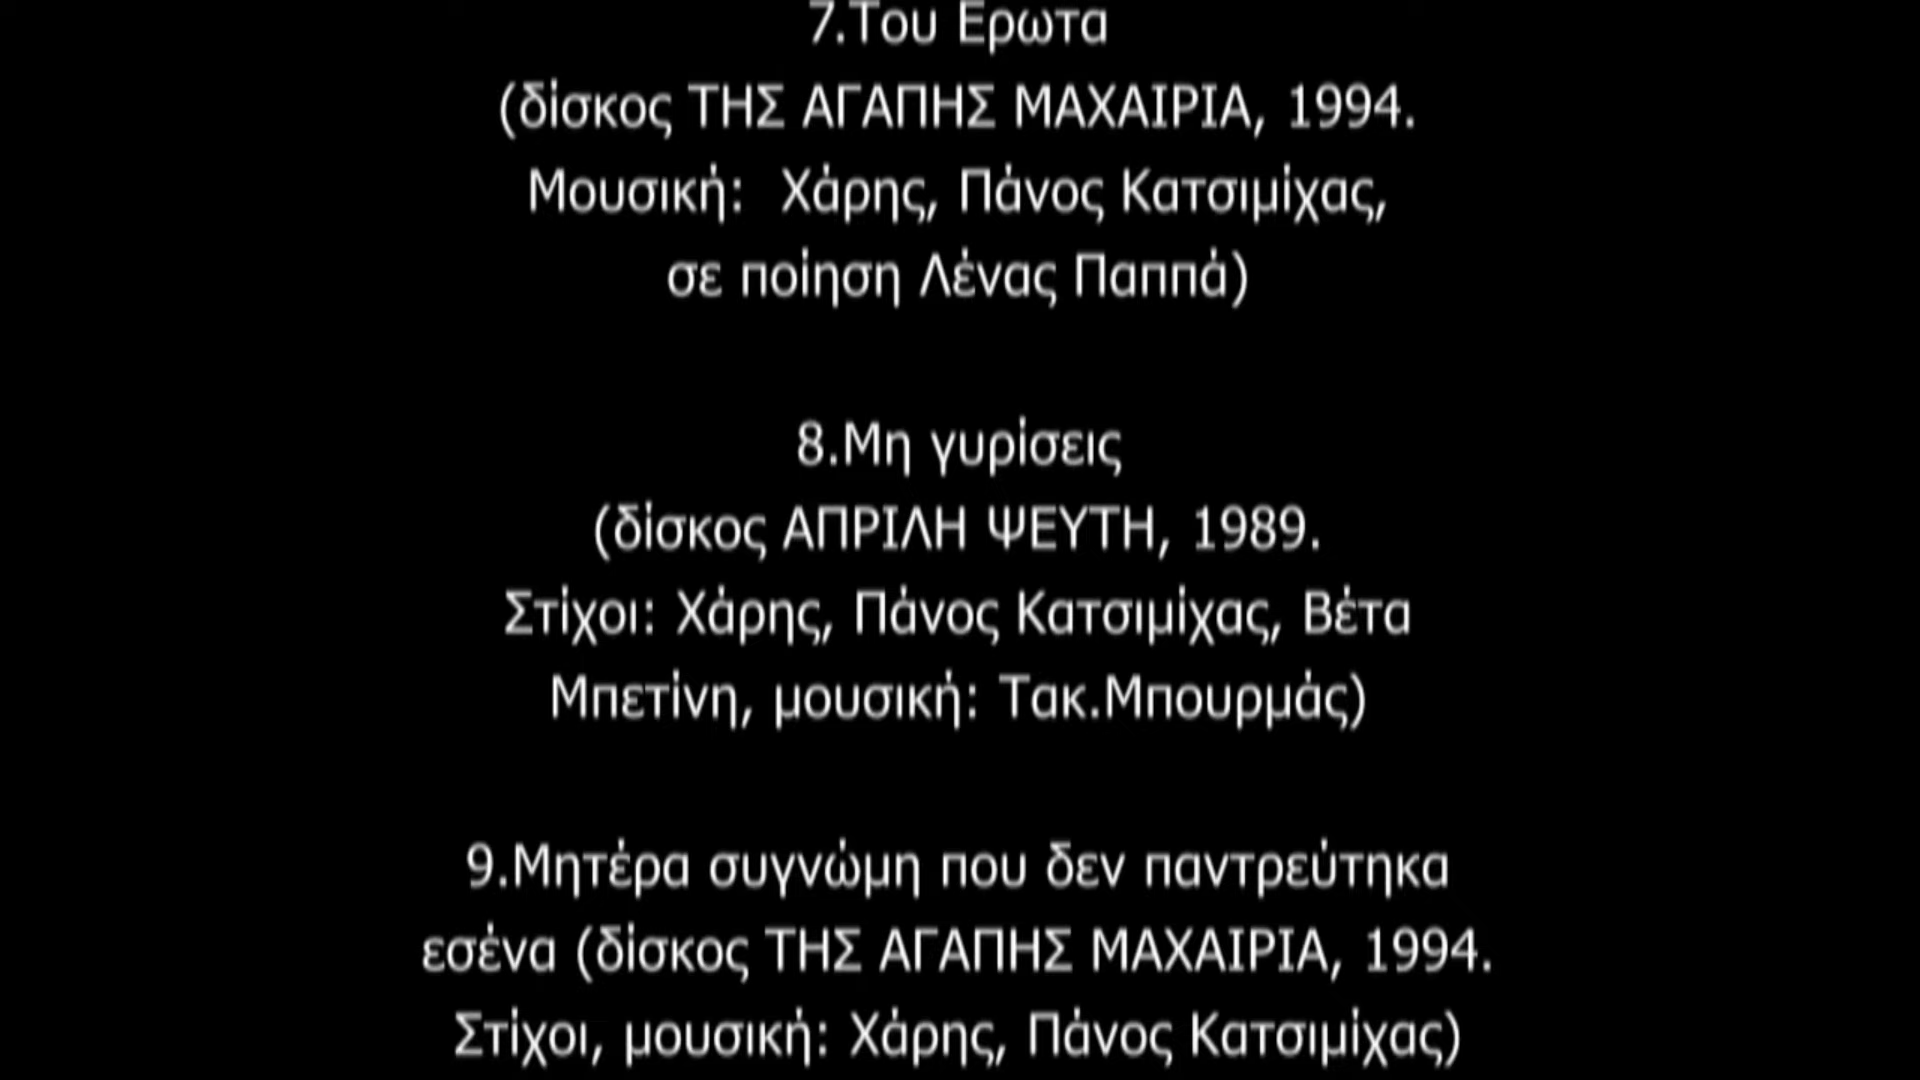 7.Του Ερωτα
(δίσκος ΤΗΣ ΑΓΑΠΗΣ ΜΑΧΑΙΡΙΑ, 1994.
Μουσική:  Χάρης, Πάνος Κατσιμίχας,
σε ποίηση Λένας Παππά)
8.Μη γυρίσεις
(δίσκος ΑΠΡΙΛΗ ΨΕΥΤΗ, 1989.
Στίχοι: Χάρης, Πάνος Κατσιμίχας, Βέτα
Μπετίνη, μουσική: Τακ.Μπουρμάς)
9.Μητέρα συγνώμη που δεν παντρεύτηκα
εσένα (δίσκος ΤΗΣ ΑΓΑΠΗΣ ΜΑΧΑΙΡΙΑ, 1994.
Στίχοι, μουσική: Χάρης, Πάνος Κατσιμίχας)